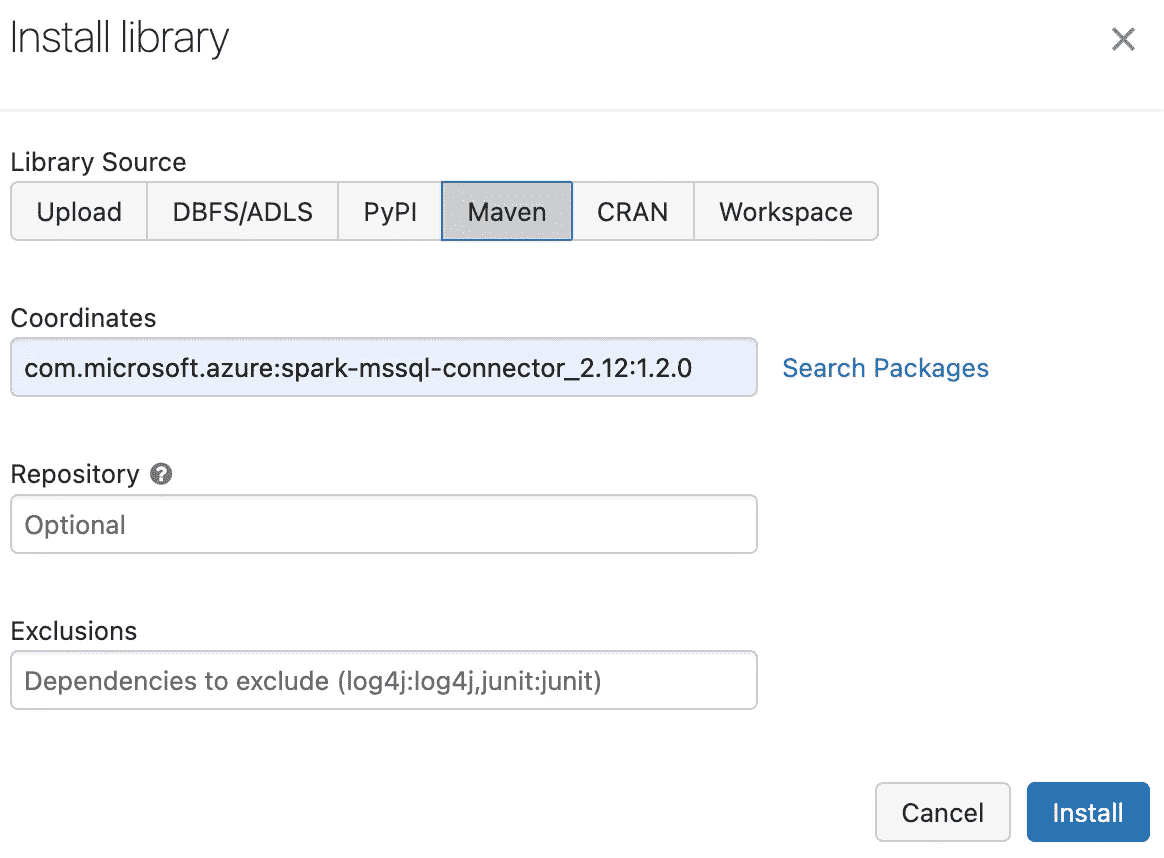 Install library
Library Source
Upload DBFS/ADLS PyPI Maven CRAN Workspace
Coordinates
com.microsoft.azure:spark-mssql-connector_2.12:1.2.0 Search Packages
Repository ?
Optional
Exclusions
Dependencies to exclude (log4j:log4j,junit:junit)
Cancel Install